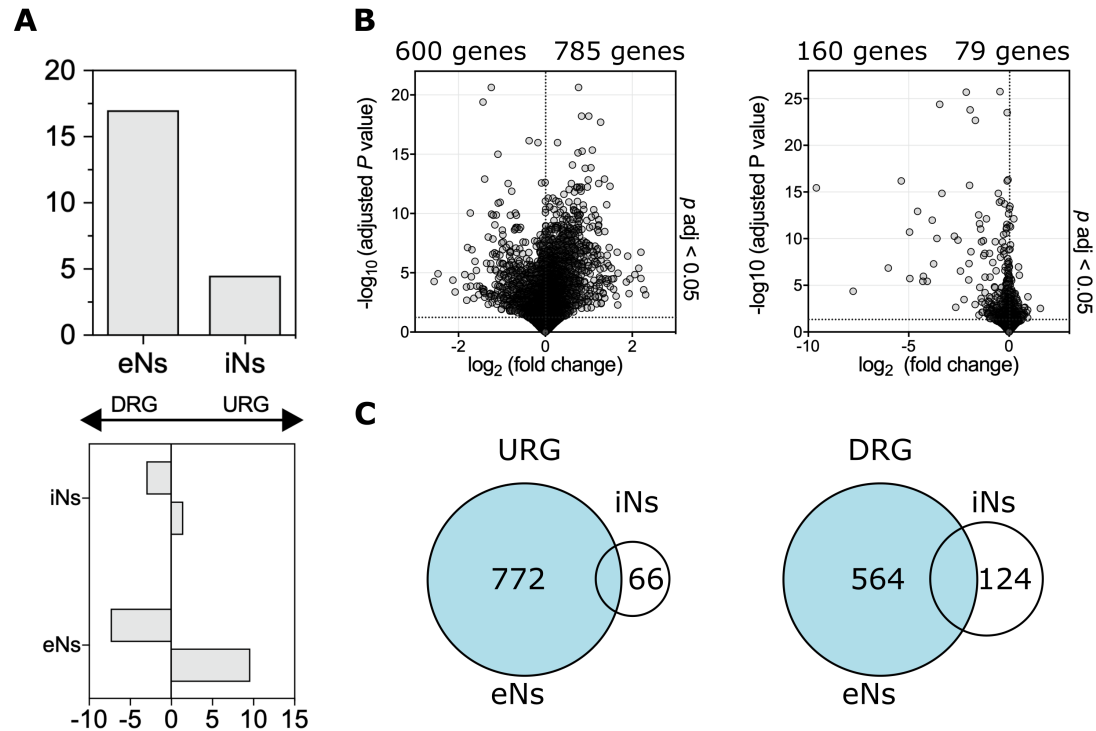 A
20
15
10
5
0
eNs
iNs
DRG
URG
iNs
eNs
-10 -5 0 5 10 15
B
600 genes
785 genes
-log10 (adjusted P value)
20
15
10
5
0
-2
0
2
log2 (fold change)
p adj < 0.05
160 genes
79 genes
-log10 (adjusted P value)
25
20
15
10
5
0
-10
-5
0
log2 (fold change)
p adj < 0.05
C
URG
iNs
772
66
eNs
DRG
iNs
564
124
eNs